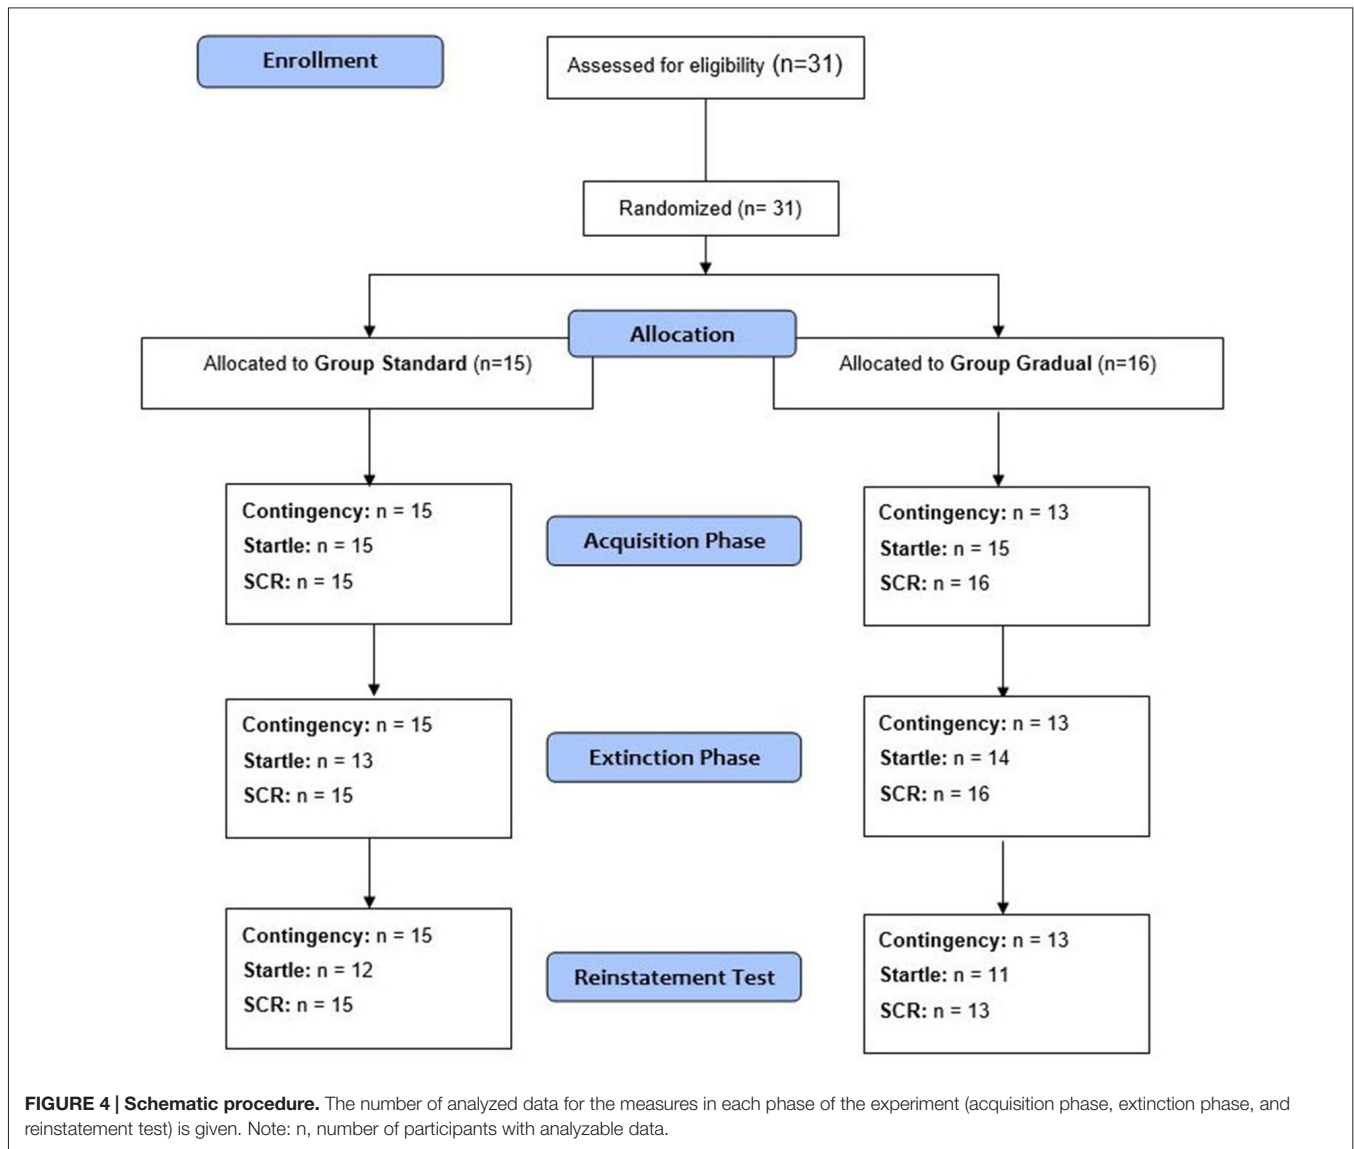 Enrollment
Assessed for eligibility (n=31)
Randomized (n= 31)
Allocation
Allocated to Group Standard (n=15)
Allocated to Group Gradual (n=16)
Contingency: n = 15
Startle: n = 15
SCR: n = 15
Acquisition Phase
Contingency: n = 13
Startle: n = 15
SCR: n = 16
Contingency: n = 15
Startle: n = 13
SCR: n = 15
Extinction Phase
Contingency: n = 13
Startle: n = 14
SCR: n = 16
Contingency: n = 15
Startle: n = 12
SCR: n = 15
Reinstatement Test
Contingency: n = 13
Startle: n = 11
SCR: n = 13
FIGURE 4 | Schematic procedure. The number of analyzed data for the measures in each phase of the experiment (acquisition phase, extinction phase, and
reinstatement test) is given. Note: n, number of participants with analyzable data.